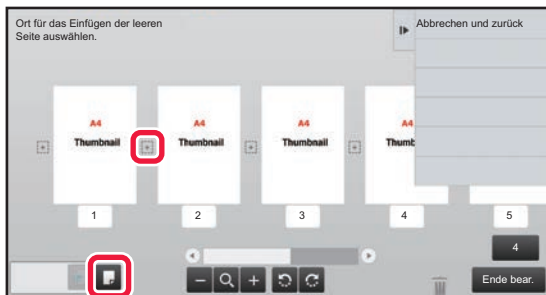 Ort für das Einfügen der leeren
Seite auswählen.
Abbrechen und zurück
A4
Thumbnail
A4
Thumbnail
A4
Thumbnail
A4
Thumb
1
2
3
4
5
4
Ende bear.